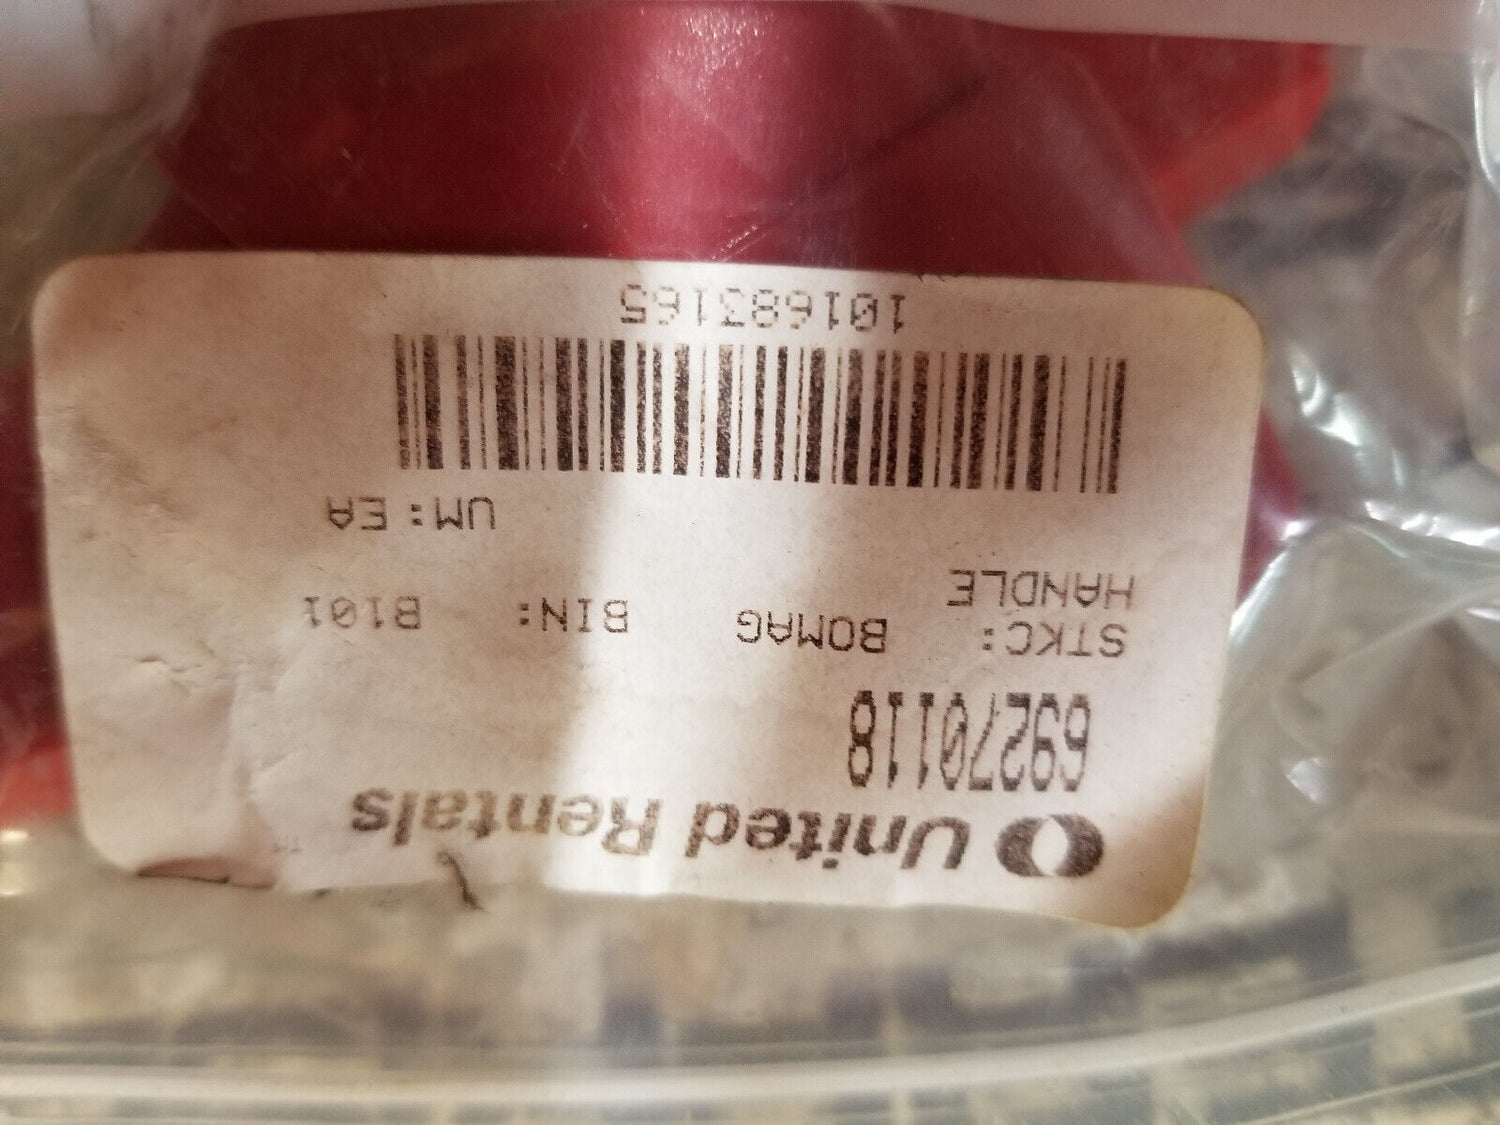 United Rentals
69270118
STKC: BOMAG BIN: B101
HANDLE
UM:EA
101683165